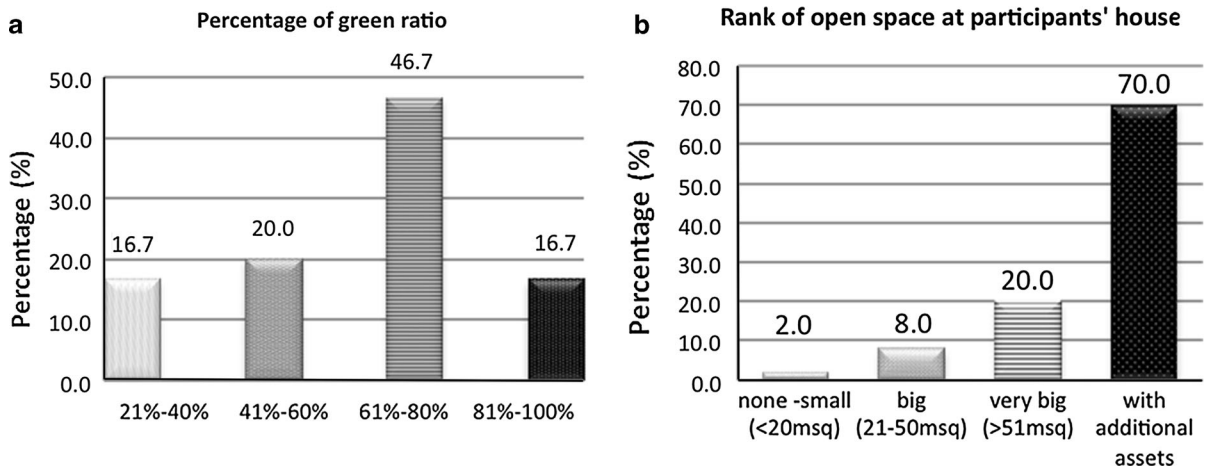 a
Percentage of green ratio
Percentage (%)
50.0
40.0
30.0
20.0
10.0
0.0
16.7
20.0
46.7
16.7
21%-40%
41%-60%
61%-80%
81%-100%
b
Rank of open space at participants' house
Percentage (%)
80.0
70.0
60.0
50.0
40.0
30.0
20.0
10.0
0.0
2.0
8.0
20.0
70.0
none -small
(<20msq)
big
(21-50msq)
very big
(>51msq)
with
additional
assets